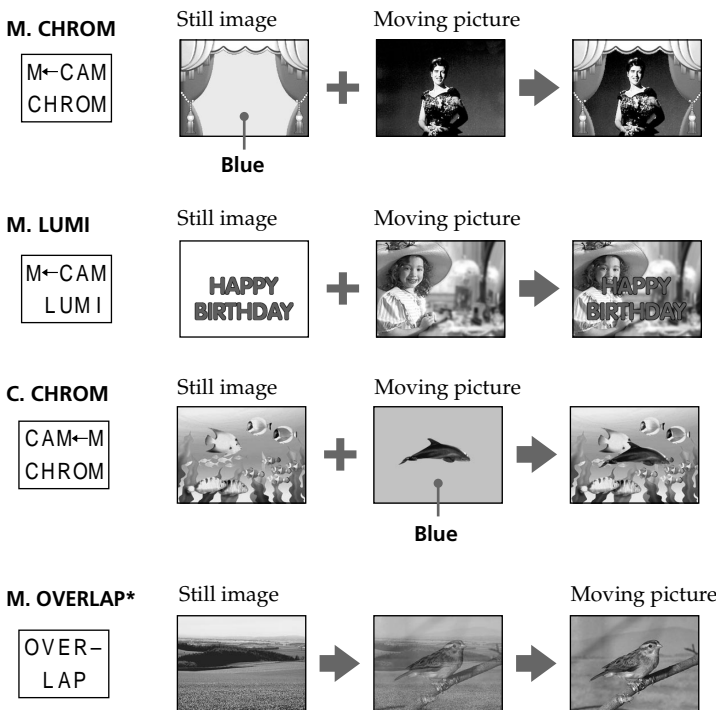 M. CHROM
Still image
Moving picture
M←CAM
CHROM
Blue
M. LUMI
Still image
Moving picture
M←CAM
LUMI
HAPPY
BIRTHDAY
HAPPY
BIRTHDAY
C. CHROM
Still image
Moving picture
CAM←M
CHROM
Blue
M. OVERLAP*
Still image
Moving picture
OVER–
LAP